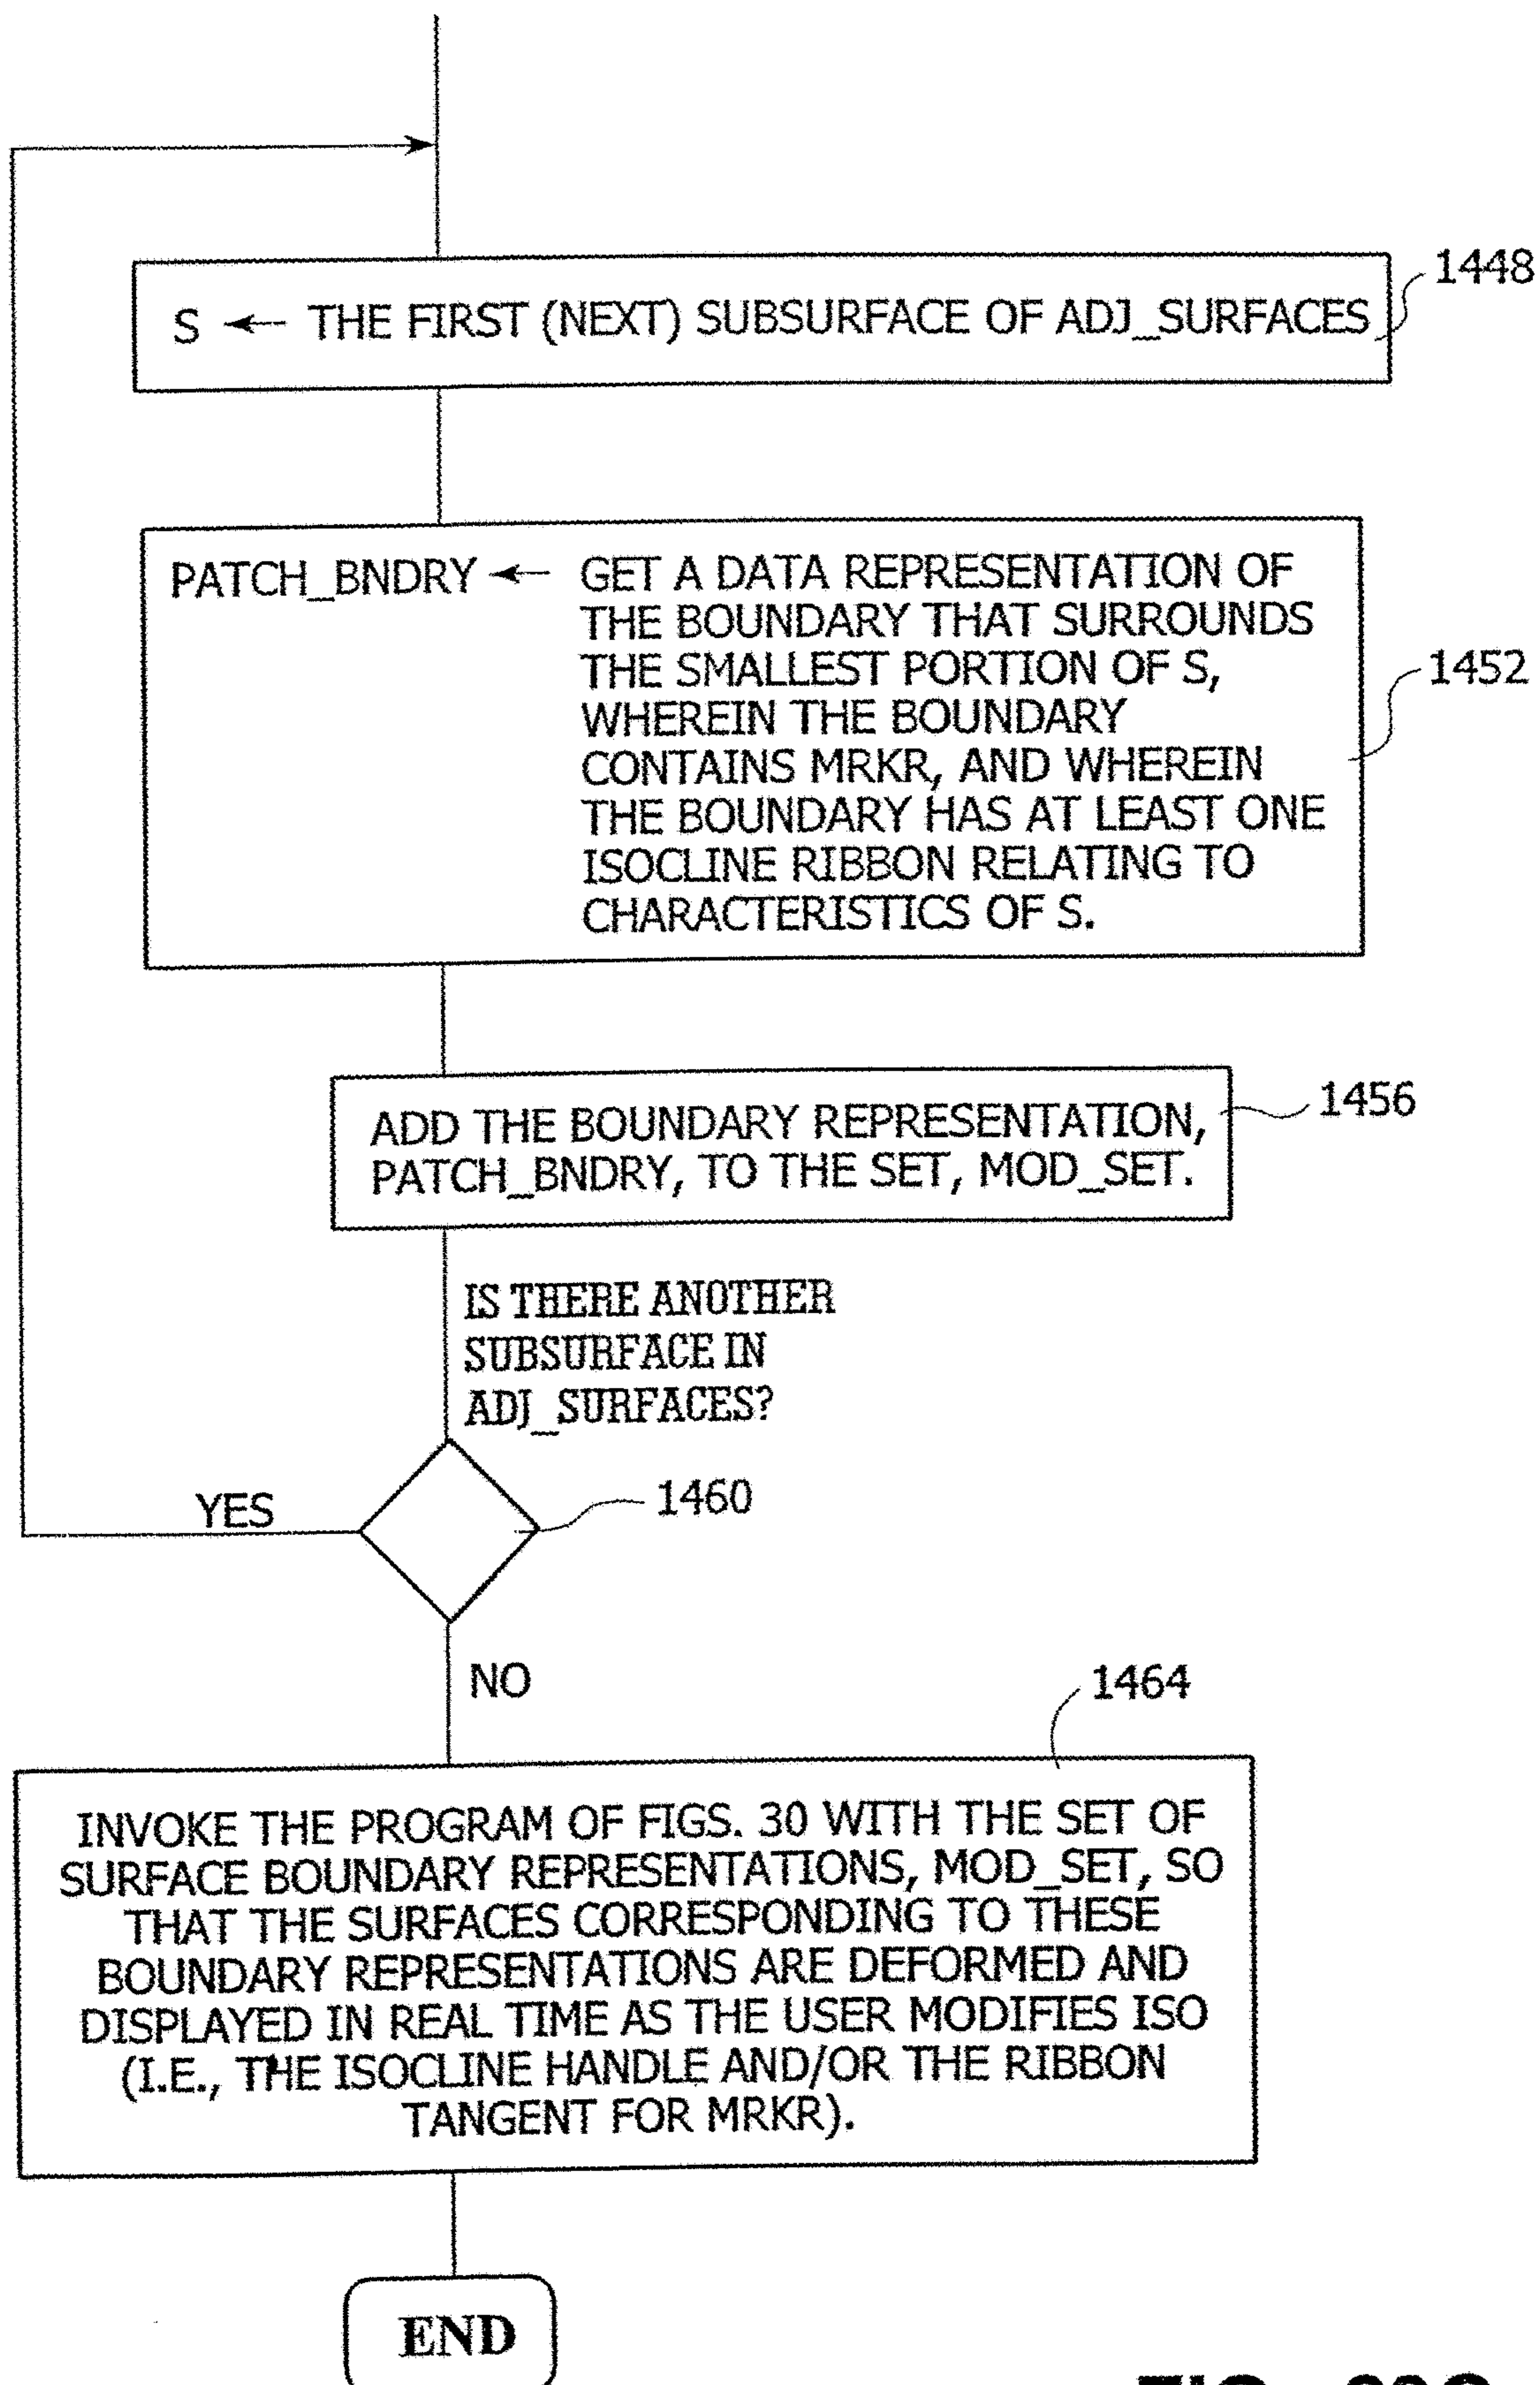 1448
S ← THE FIRST (NEXT) SUBSURFACE OF ADJ_SURFACES
PATCH_BNDRY ← GET A DATA REPRESENTATION OF
THE BOUNDARY THAT SURROUNDS
THE SMALLEST PORTION OF S,
1452
WHEREIN THE BOUNDARY
CONTAINS MRKR, AND WHEREIN
THE BOUNDARY HAS AT LEAST ONE
ISOCLINE RIBBON RELATING TO
CHARACTERISTICS OF S.
1456
ADD THE BOUNDARY REPRESENTATION,
PATCH_BNDRY, TO THE SET, MOD_SET.
IS THERE ANOTHER
SUBSURFACE IN
ADJ_SURFACES?
YES
1460
NO
1464
INVOKE THE PROGRAM OF FIGS. 30 WITH THE SET OF
SURFACE BOUNDARY REPRESENTATIONS, MOD_SET, SO
THAT THE SURFACES CORRESPONDING TO THESE
BOUNDARY REPRESENTATIONS ARE DEFORMED AND
DISPLAYED IN REAL TIME AS THE USER MODIFIES ISO
(I.E., THE ISOCLINE HANDLE AND/OR THE RIBBON
TANGENT FOR MRKR).
END